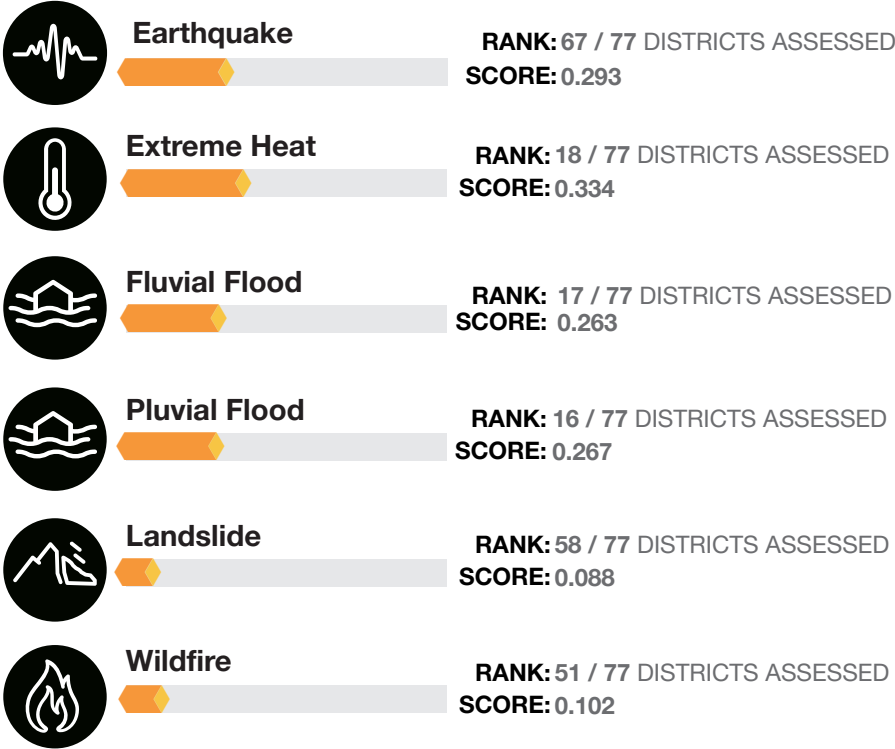 Earthquake
RANK: 67 / 77 DISTRICTS ASSESSED
SCORE: 0.293
Extreme Heat
RANK: 18 / 77 DISTRICTS ASSESSED
SCORE: 0.334
Fluvial Flood
RANK: 17 / 77 DISTRICTS ASSESSED
SCORE: 0.263
Pluvial Flood
RANK: 16 / 77 DISTRICTS ASSESSED
SCORE: 0.267
Landslide
RANK: 58 / 77 DISTRICTS ASSESSED
SCORE: 0.088
Wildfire
RANK: 51 / 77 DISTRICTS ASSESSED
SCORE: 0.102